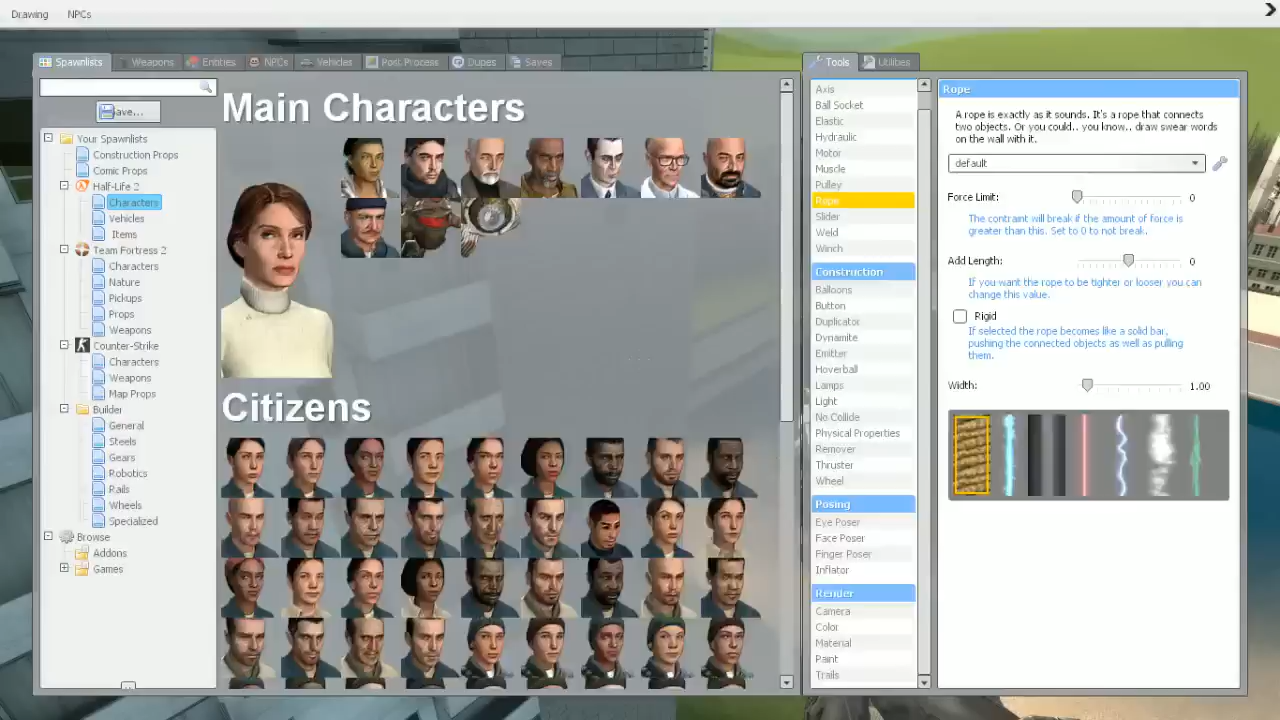 Drawing NPCs
Spawnlists Weapons Entities NPCs Vehicles Post Process Dupes Saves
Tools Utilities
Save...
Your Spawnlists
Construction Props
Comic Props
Half-Life 2
Characters
Vehicles
Items
Team Fortress 2
Characters
Nature
Pickups
Props
Weapons
Counter-Strike
Characters
Weapons
Map Props
Builder
General
Steels
Gears
Robotics
Rails
Wheels
Specialized
Browse
Addons
Games
Main Characters
Citizens
Axis
Ball Socket
Elastic
Hydraulic
Motor
Muscle
Pulley
Rope
Slider
Weld
Winch
Construction
Balloons
Button
Duplicator
Dynamite
Emitter
Hoverball
Lamps
Light
No Collide
Physical Properties
Remover
Thruster
Wheel
Posing
Eye Poser
Face Poser
Finger Poser
Inflator
Render
Camera
Color
Material
Paint
Trails
Rope
A rope is exactly as it sounds. It's a rope that connects
two objects. Or you could.. you know.. draw swear words
on the wall with it.
default
Force Limit: 0
The contraint will break if the amount of force is
greater than this. Set to 0 to not break.
Add Length: 0
If you want the rope to be tighter or looser you can
change this value.
Rigid
If selected the rope becomes like a solid bar,
pushing the connected objects as well as pulling
them.
Width: 1.00